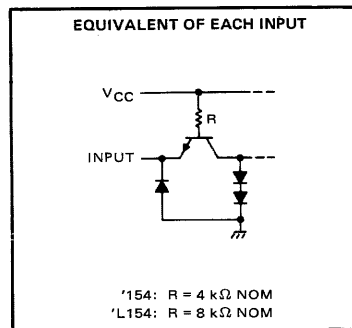 EQUIVALENT OF EACH INPUT
VCC
R
INPUT
'154: R = 4 kΩ NOM
'L154: R = 8 kΩ NOM